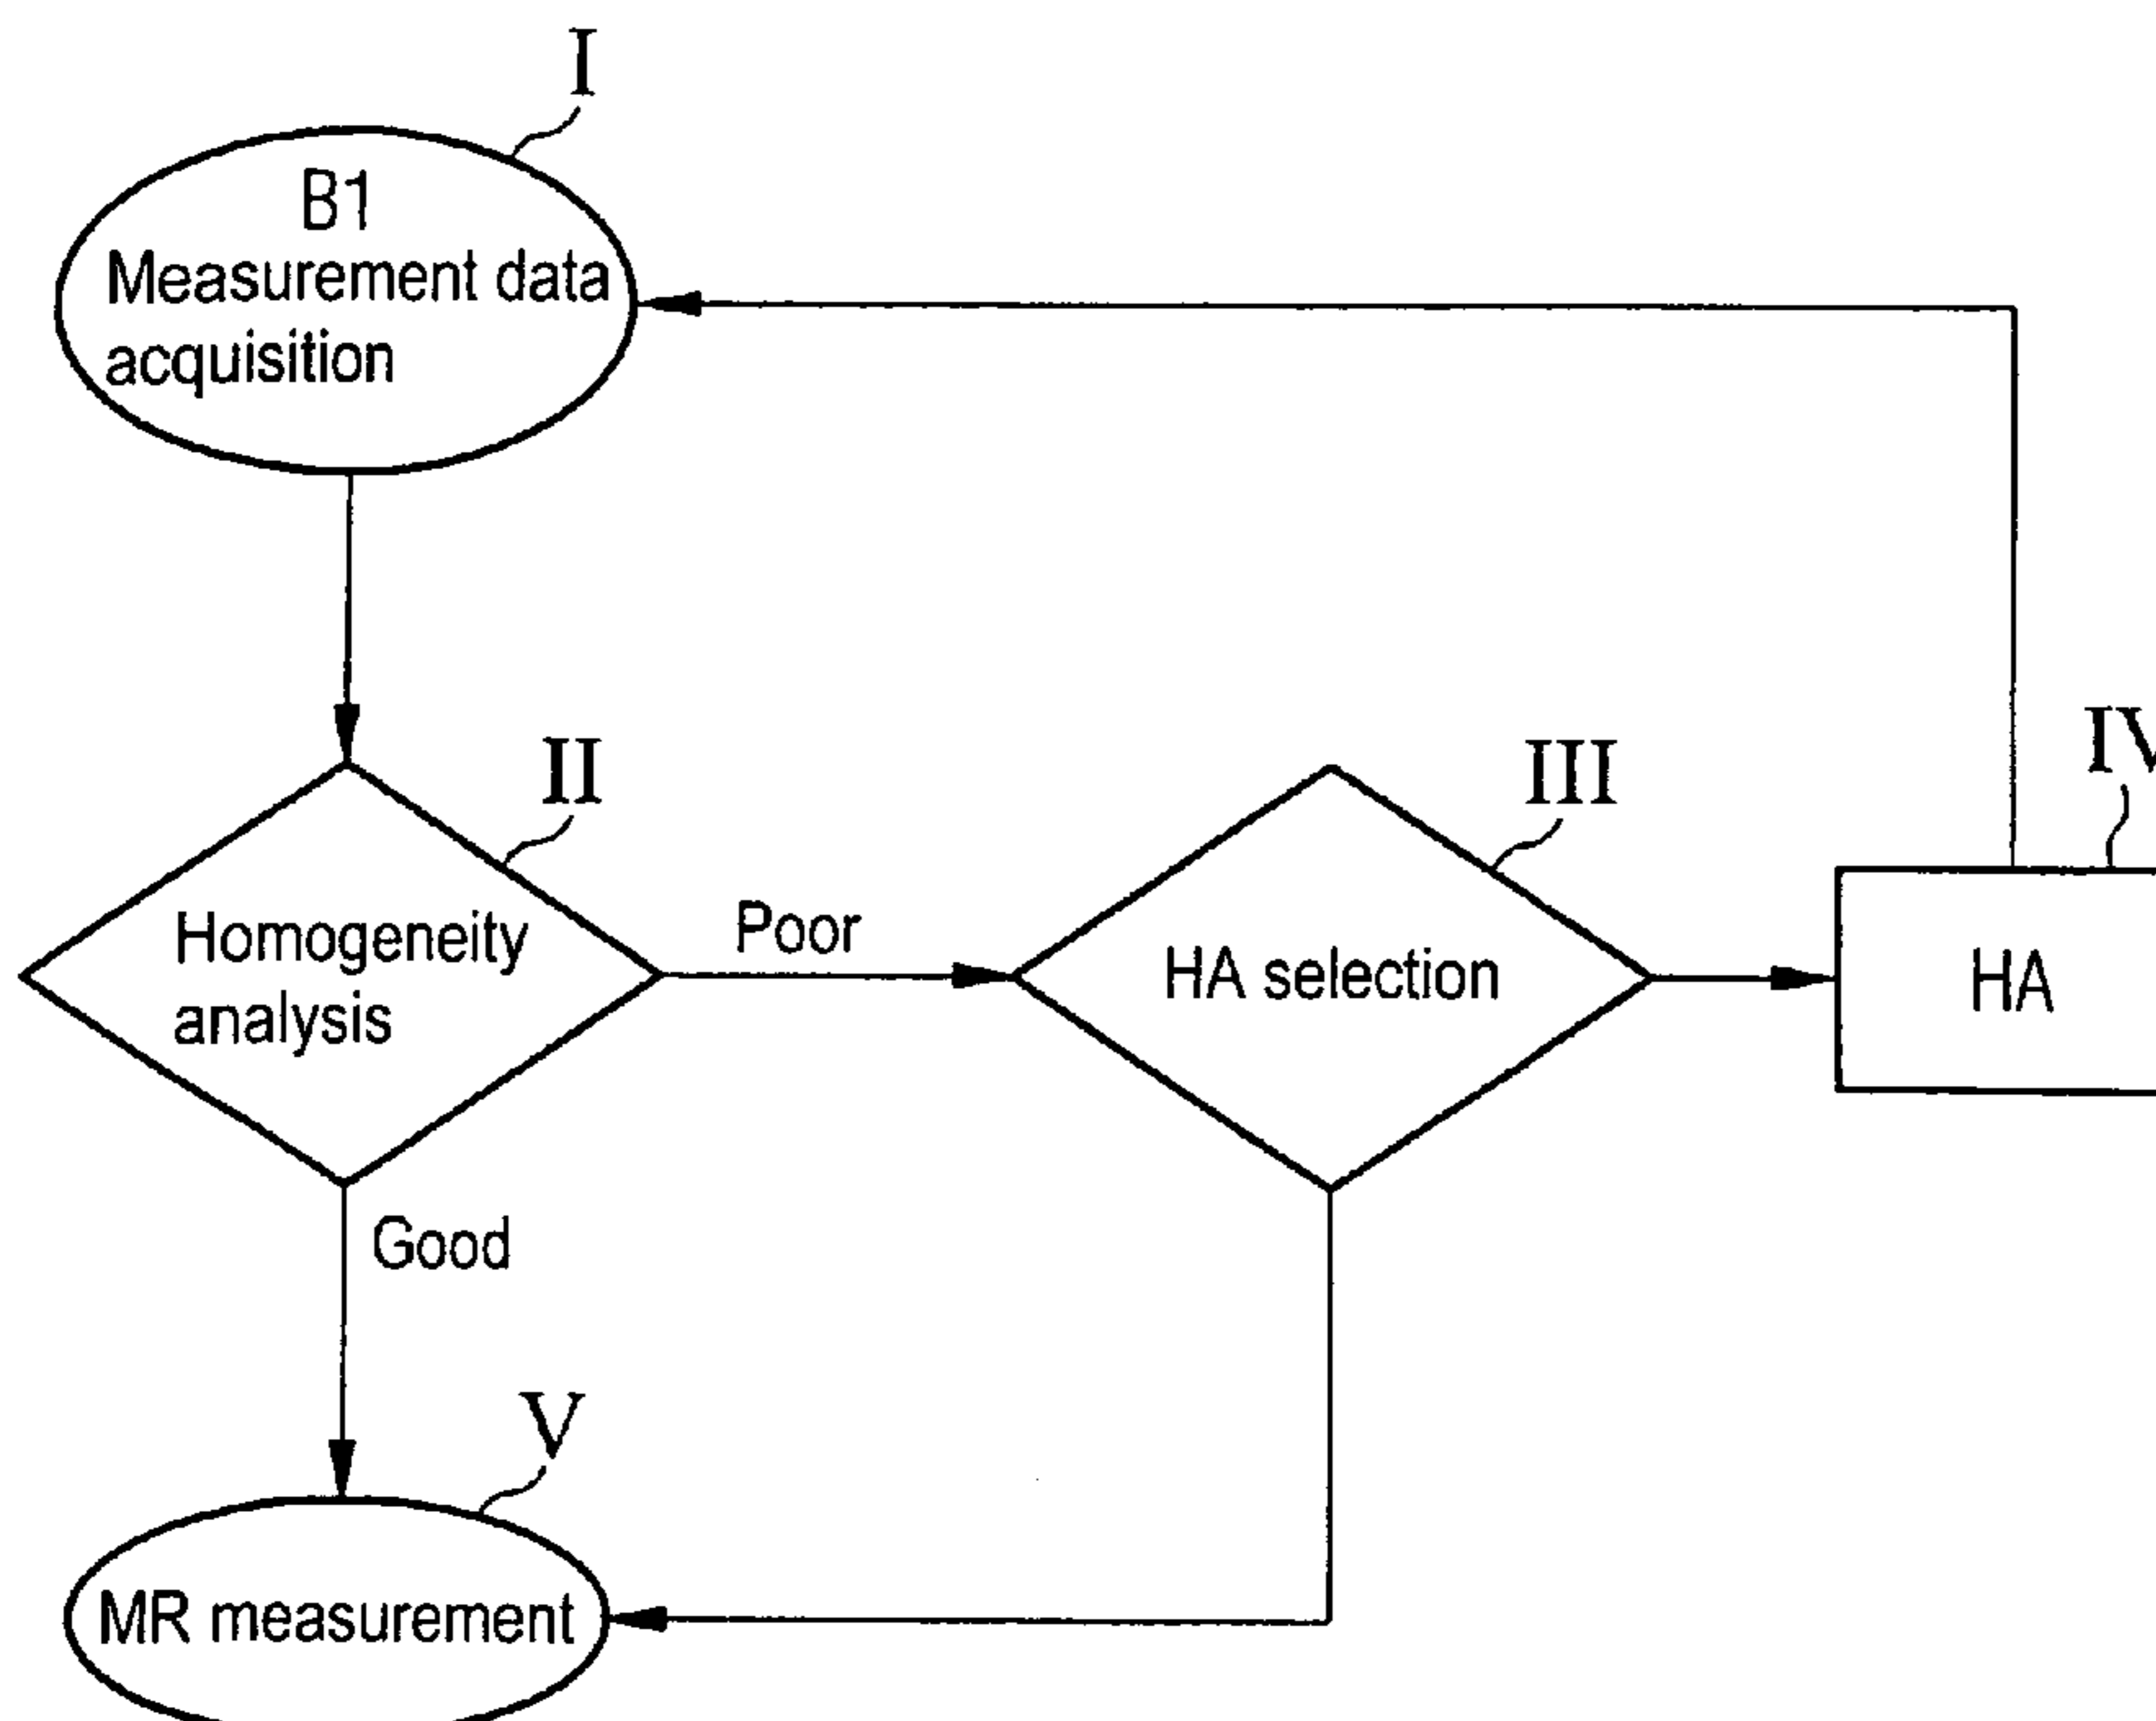 I
B1
Measurement data
acquisition
II
III
IV
Homogeneity
analysis
Poor
HA selection
HA
Good
V
MR measurement